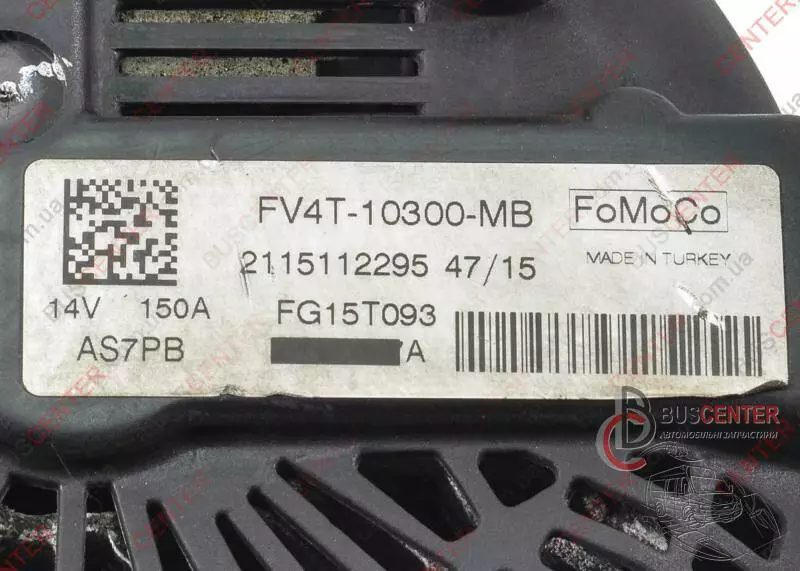 FV4T-10300-MB
FoMoCo
2115112295 47/15
MADE IN TURKEY
14V 150A
FG15T093
AS7PB
A
BUSCENTER
АВТОМОБІЛЬНІ ЗАПЧАСТИНИ